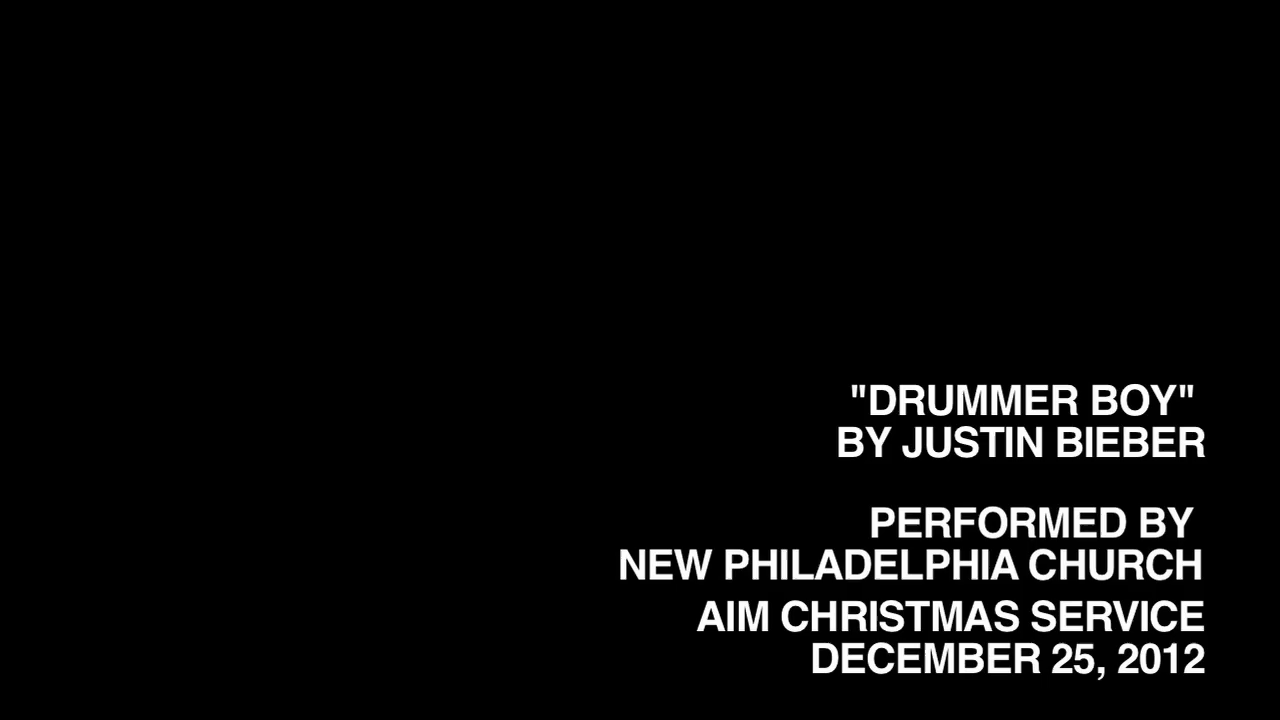 "DRUMMER BOY"
BY JUSTIN BIEBER
PERFORMED BY
NEW PHILADELPHIA CHURCH
AIM CHRISTMAS SERVICE
DECEMBER 25, 2012